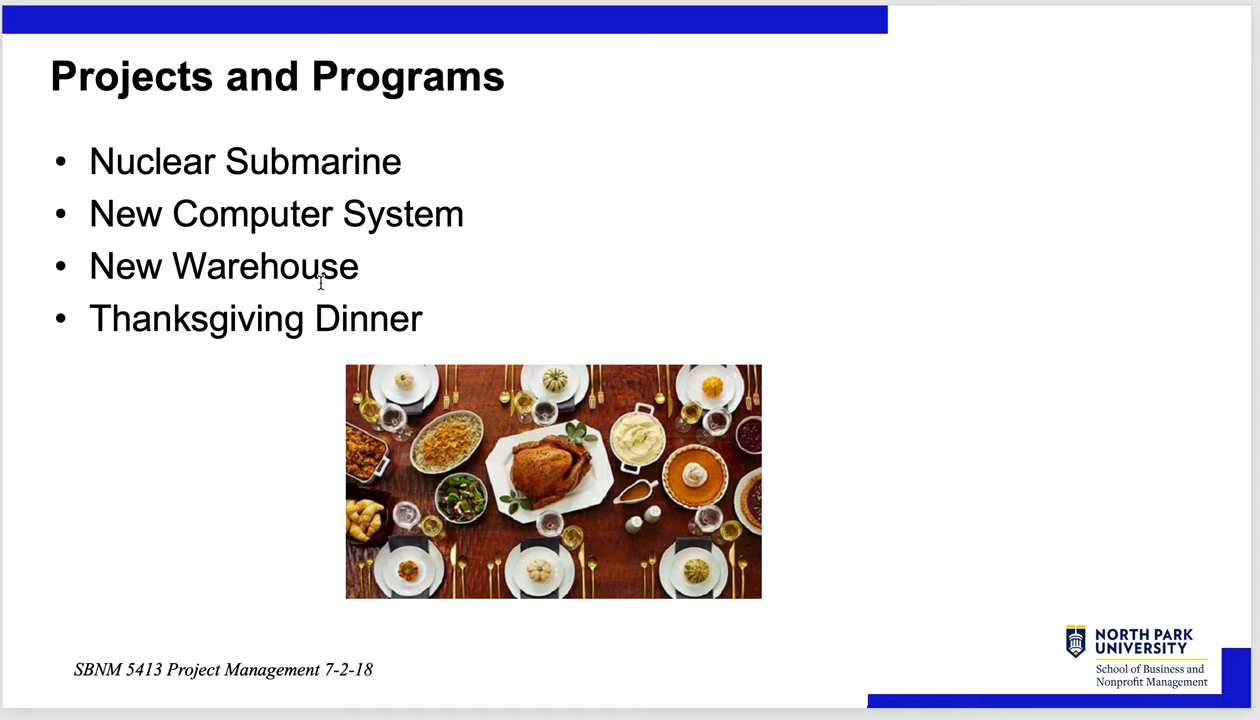 Projects and Programs
• Nuclear Submarine
• New Computer System
• New Warehouse
• Thanksgiving Dinner
SBNM 5413 Project Management 7-2-18
NORTH PARK
UNIVERSITY
School of Business and
Nonprofit Management